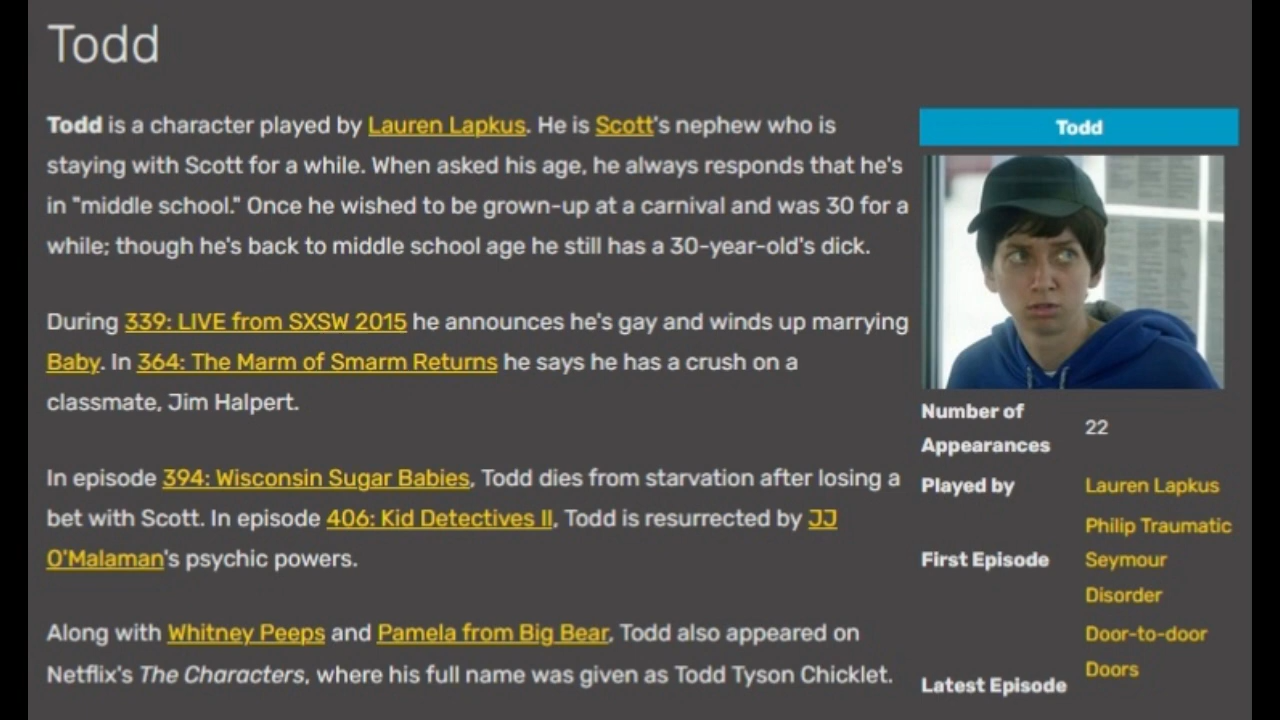 Todd
Todd is a character played by Lauren Lapkus. He is Scott's nephew who is
staying with Scott for a while. When asked his age, he always responds that he's
in "middle school." Once he wished to be grown-up at a carnival and was 30 for a
while; though he's back to middle school age he still has a 30-year-old's dick.
During 339: LIVE from SXSW 2015 he announces he's gay and winds up marrying
Baby. In 364: The Marm of Smarm Returns he says he has a crush on a
classmate, Jim Halpert.
In episode 394: Wisconsin Sugar Babies, Todd dies from starvation after losing a
bet with Scott. In episode 406: Kid Detectives II, Todd is resurrected by JJ
O'Malaman's psychic powers.
Along with Whitney Peeps and Pamela from Big Bear, Todd also appeared on
Netflix's The Characters, where his full name was given as Todd Tyson Chicklet.
Todd
Number of
Appearances
22
Played by
Lauren Lapkus
First Episode
Philip Traumatic
Seymour
Disorder
Latest Episode
Door-to-door
Doors